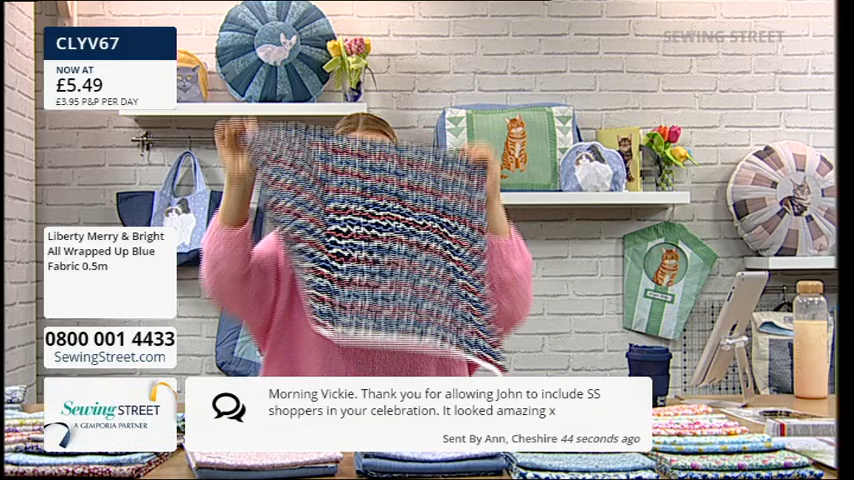 CLYV67
NOW AT
£5.49
£3.95 P&P PER DAY
SEWING STREET
Liberty Merry & Bright
All Wrapped Up Blue
Fabric 0.5m
0800 001 4433
SewingStreet.com
Sewing STREET
A GEMPORIA PARTNER
Morning Vickie. Thank you for allowing John to include SS
shoppers in your celebration. It looked amazing x
Sent By Ann, Cheshire 44 seconds ago